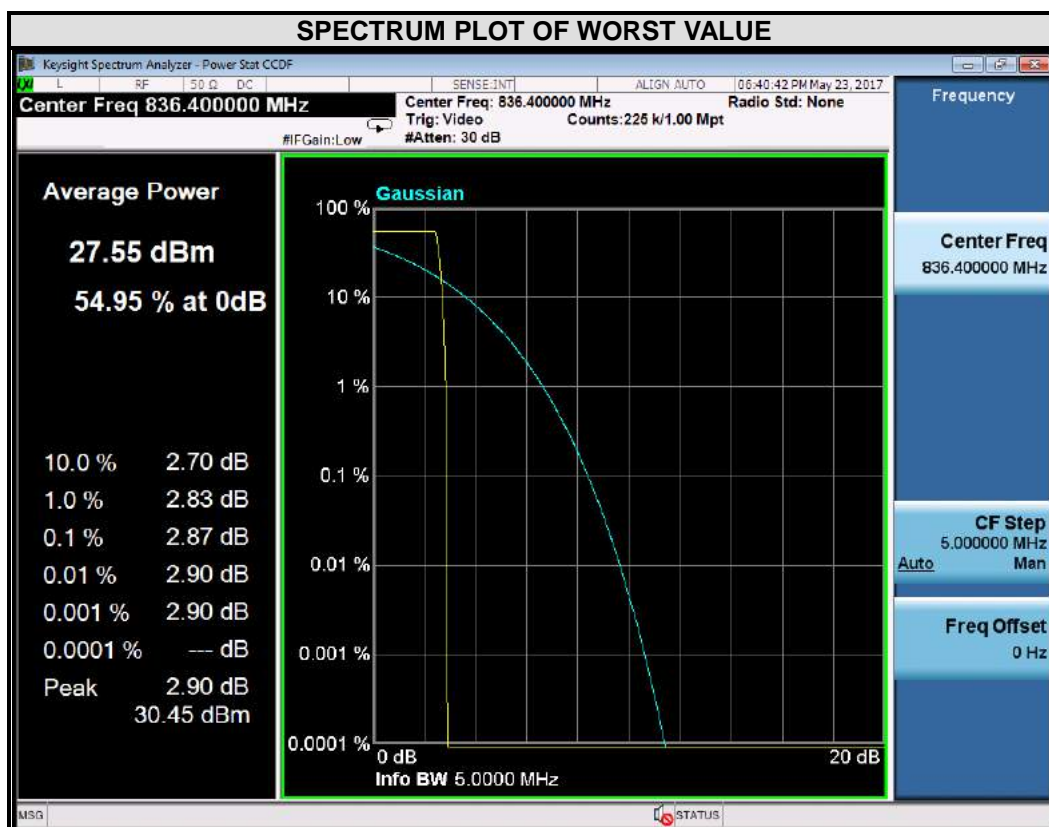 SPECTRUM PLOT OF WORST VALUE
Keysight Spectrum Analyzer - Power Stat CCDF
L RF 50 Ω DC SENSE:INT ALIGN AUTO 06:40:42 PM May 23, 2017
Center Freq 836.400000 MHz
Center Freq: 836.400000 MHz Radio Std: None
Trig: Video Counts:225 k/1.00 Mpt
#IFGain:Low #Atten: 30 dB
Frequency
Average Power
27.55 dBm
54.95 % at 0dB
10.0 % 2.70 dB
1.0 % 2.83 dB
0.1 % 2.87 dB
0.01 % 2.90 dB
0.001 % 2.90 dB
0.0001 % --- dB
Peak 2.90 dB
30.45 dBm
Gaussian
100 %
10 %
1 %
0.1 %
0.01 %
0.001 %
0.0001 %
0 dB 20 dB
Info BW 5.0000 MHz
Center Freq
836.400000 MHz
CF Step
5.000000 MHz
Auto Man
Freq Offset
0 Hz
MSG STATUS